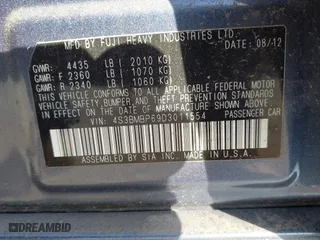 MFD. BY FUJI HEAVY INDUSTRIES LTD.
DATE: 08/12
GVWR: 4435 LB ( 2010 KG)
GAWR: F 2360 LB ( 1070 KG)
GAWR: R 2340 LB ( 1060 KG)
THIS VEHICLE CONFORMS TO ALL APPLICABLE FEDERAL MOTOR
VEHICLE SAFETY, BUMPER, AND THEFT PREVENTION STANDARDS
IN EFFECT ON THE DATE OF MANUFACTURE SHOWN ABOVE.
VIN: 4S3BMBP69D3011554
PASSENGER CAR
ASSEMBLED BY SIA INC. MADE IN U.S.A.
DREAMBID